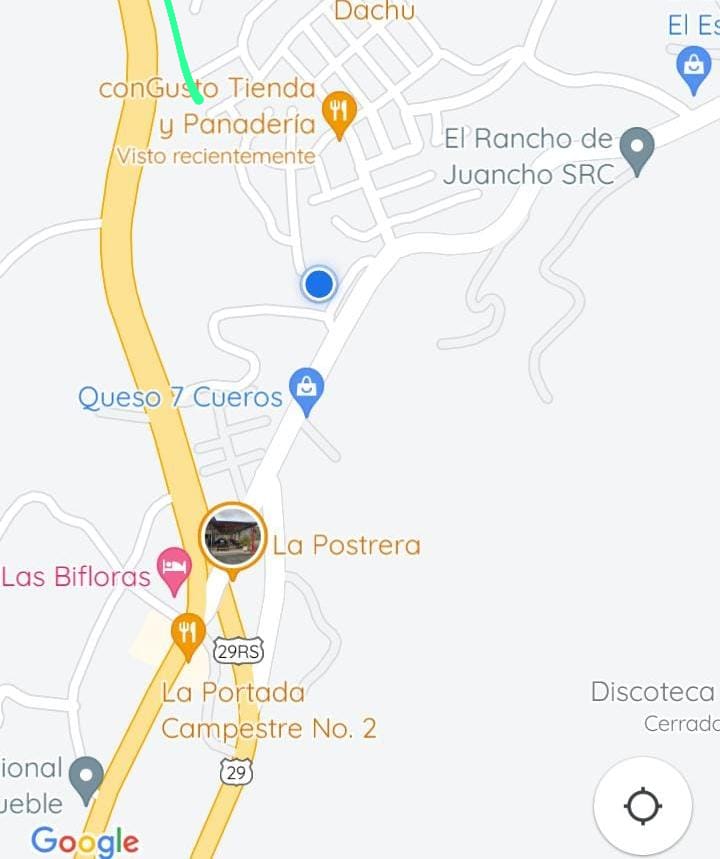 Dachu
El Es
conGusto Tienda
y Panadería
Visto recientemente
El Rancho de
Juancho SRC
Queso 7 Cueros
La Postrera
Las Bifloras
29RS
La Portada
Campestre No. 2
Discoteca
Cerrado
29
ional
ueble
Google